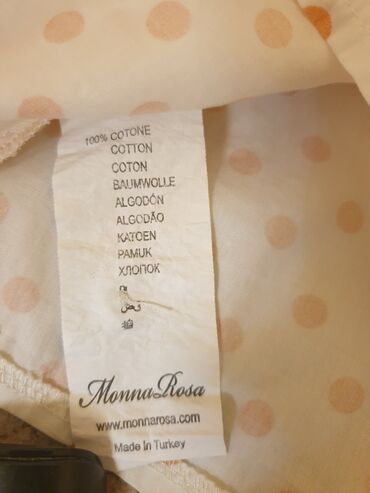 100% COTONE
COTTON
COTON
BAUMWOLLE
ALGODÓN
ALGODÃO
KATOEN
PAMUK
ХЛОПОК
MonnaRosa
www.monnarosa.com
Made In Turkey